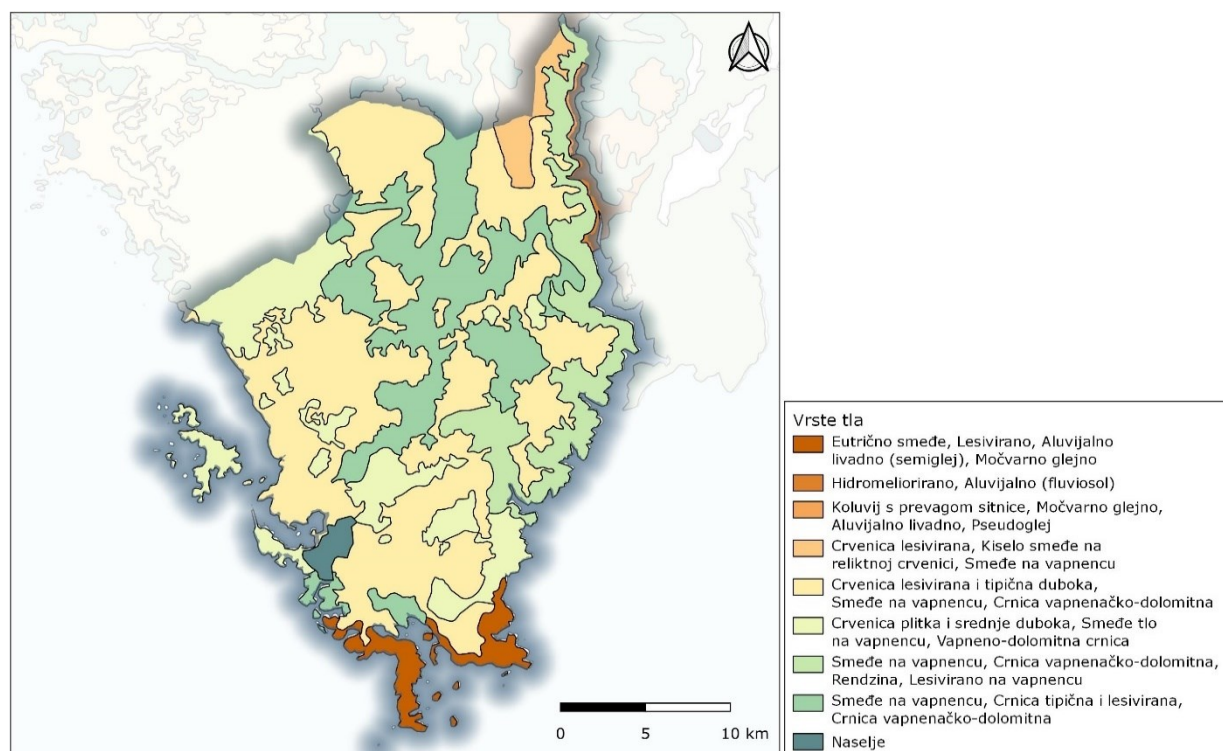 Vrste tla
Eutrično smeđe, Lesivirano, Aluvijalno
livadno (semiglej), Močvarno glejno
Hidromeliorirano, Aluvijalno (fluviosol)
Koluvij s prevagom sitnice, Močvarno glejno,
Aluvijalno livadno, Pseudoglej
Crvenica lesivirana, Kiselo smeđe na
reliktnoj crvenici, Smeđe na vapnencu
Crvenica lesivirana i tipična duboka,
Smeđe na vapnencu, Crnica vapnenačko-dolomitna
Crvenica plitka i srednje duboka, Smeđe tlo
na vapnencu, Vapneno-dolomitna crnica
Smeđe na vapnencu, Crnica vapnenačko-dolomitna,
Rendzina, Lesivirano na vapnencu
Smeđe na vapnencu, Crnica tipična i lesivirana,
Crnica vapnenačko-dolomitna
Naselje
0 5 10 km